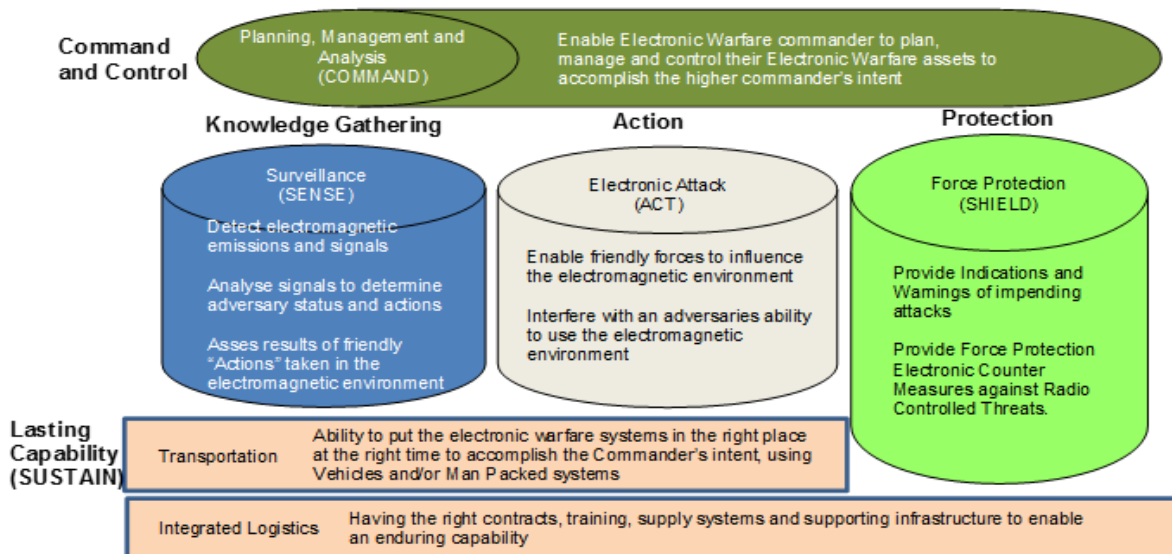 Command
and Control
Planning, Management and
Analysis
(COMMAND)
Enable Electronic Warfare commander to plan,
manage and control their Electronic Warfare assets to
accomplish the higher commander's intent
Knowledge Gathering
Action
Protection
Surveillance
(SENSE)
Detect electromagnetic
emissions and signals
Analyse signals to determine
adversary status and actions
Asses results of friendly
“Actions” taken in the
electromagnetic environment
Electronic Attack
(ACT)
Enable friendly forces to influence
the electromagnetic environment
Interfere with an adversaries ability
to use the electromagnetic
environment
Force Protection
(SHIELD)
Provide Indications and
Warnings of impending
attacks
Provide Force Protection
Electronic Counter
Measures against Radio
Controlled Threats.
Lasting
Capability
(SUSTAIN)
Transportation
Ability to put the electronic warfare systems in the right place
at the right time to accomplish the Commander's intent, using
Vehicles and/or Man Packed systems
Integrated Logistics
Having the right contracts, training, supply systems and supporting infrastructure to enable
an enduring capability